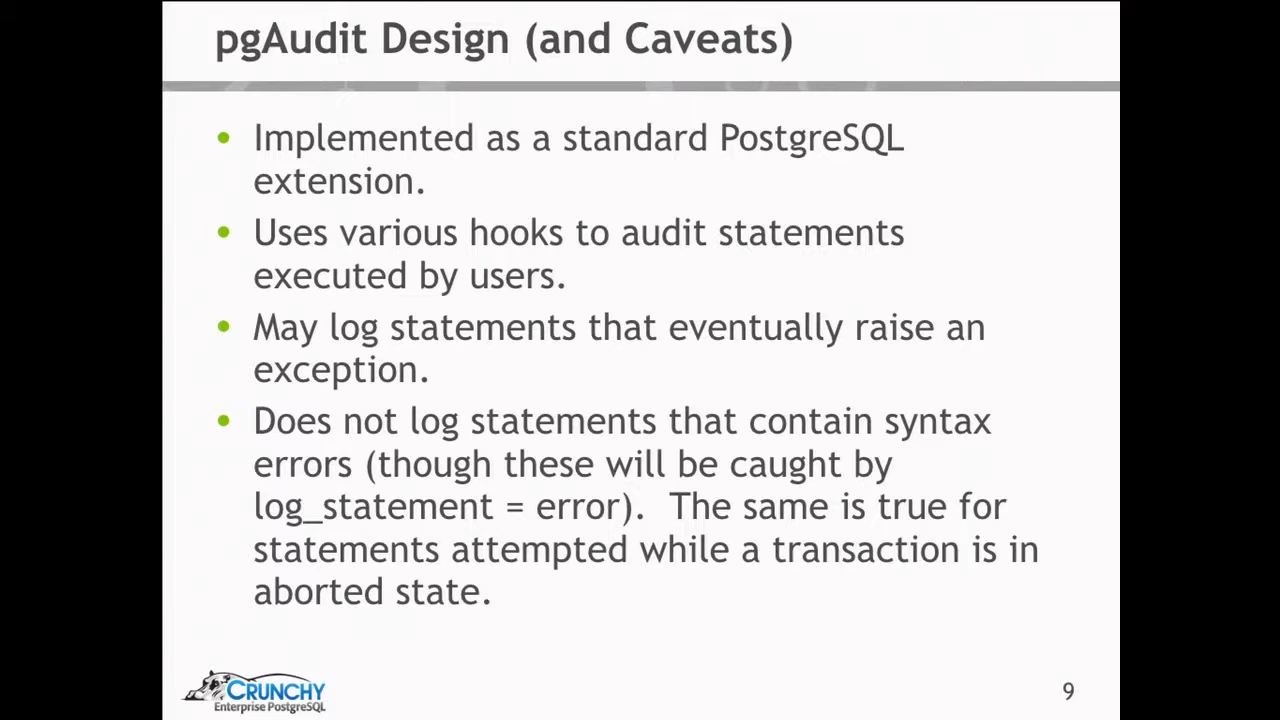 pgAudit Design (and Caveats)
• Implemented as a standard PostgreSQL
extension.
• Uses various hooks to audit statements
executed by users.
• May log statements that eventually raise an
exception.
• Does not log statements that contain syntax
errors (though these will be caught by
log_statement = error).  The same is true for
statements attempted while a transaction is in
aborted state.
CRUNCHY
Enterprise PostgreSQL
9